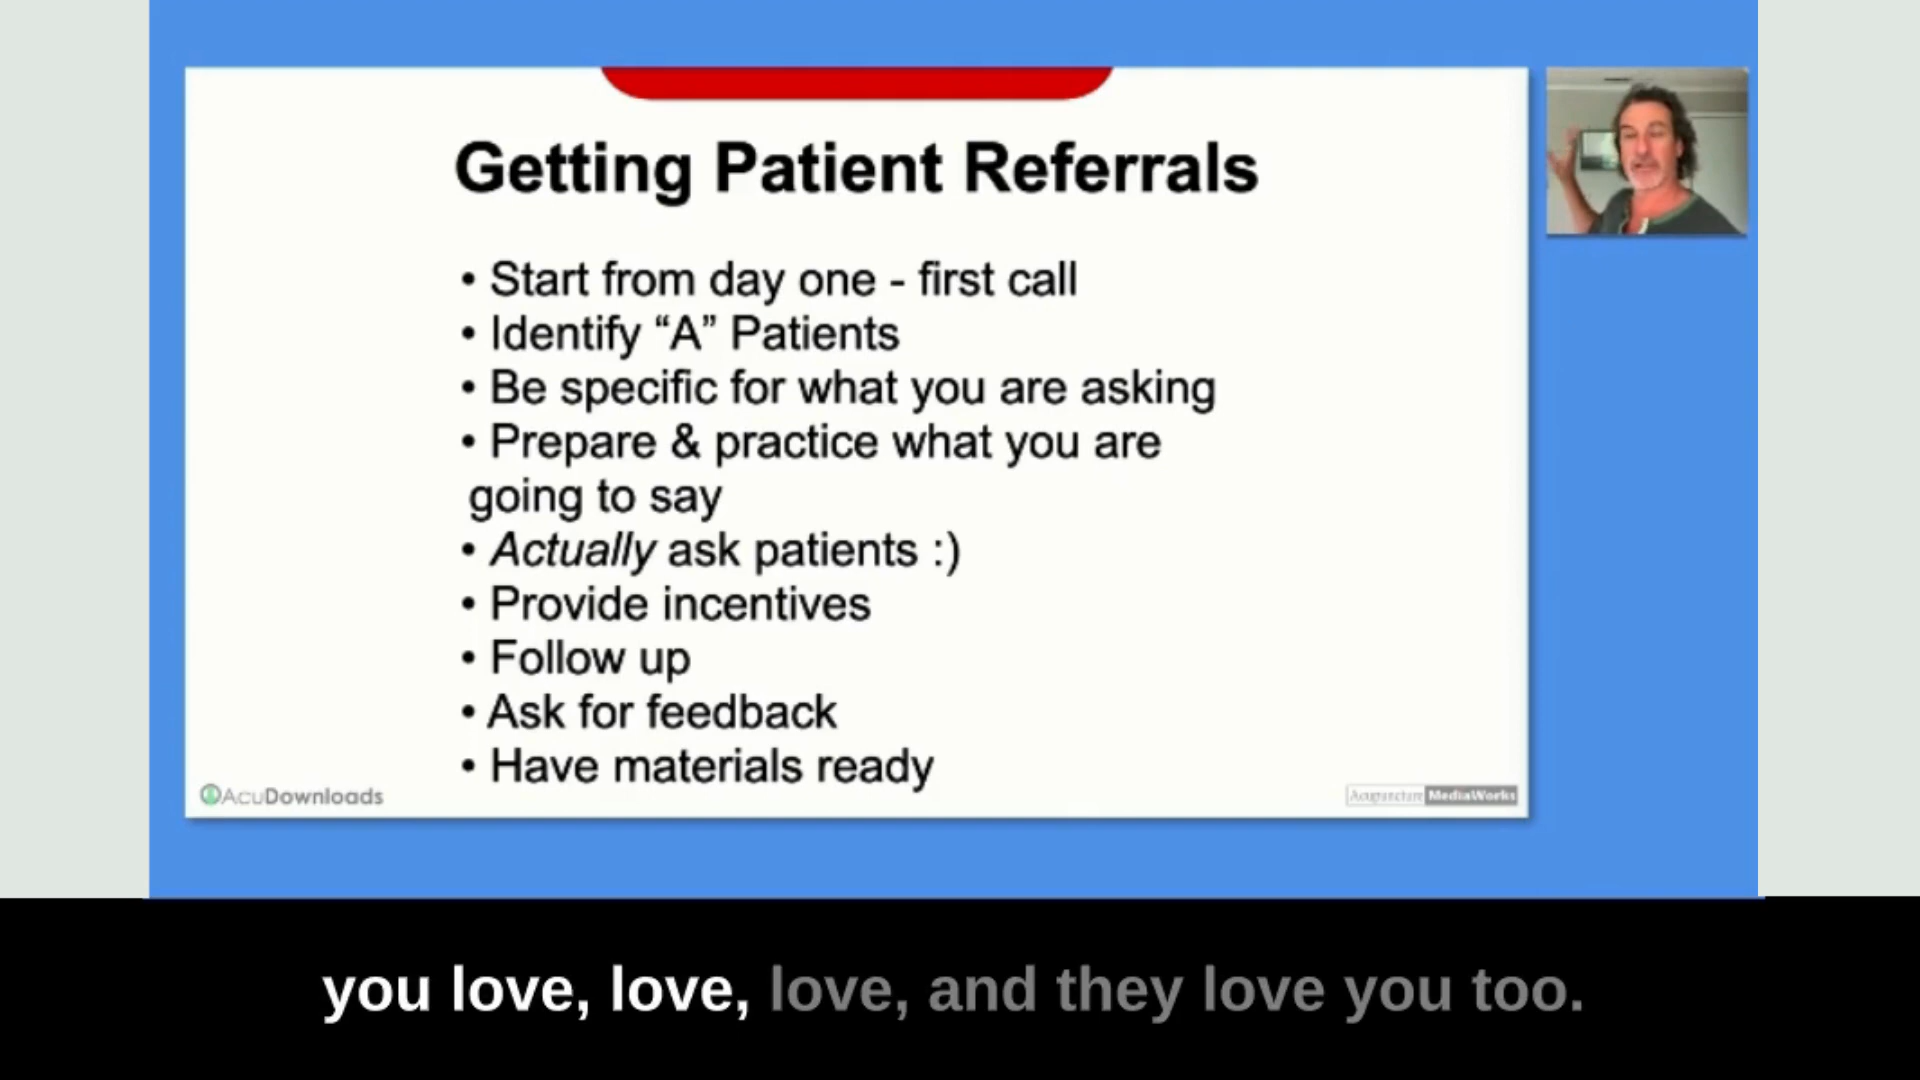 Getting Patient Referrals
• Start from day one - first call
• Identify “A” Patients
• Be specific for what you are asking
• Prepare & practice what you are
going to say
• Actually ask patients :)
• Provide incentives
• Follow up
• Ask for feedback
• Have materials ready
AcuDownloads
Acupuncture MediaWorks
you love, love, love, and they love you too.